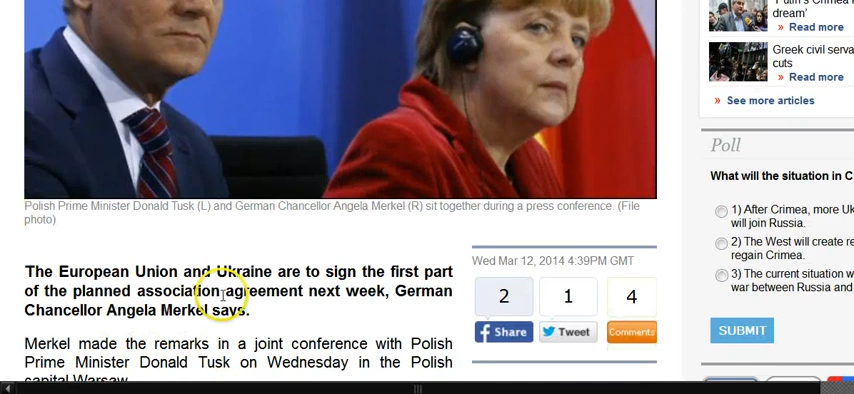 'Putin's Crimea
dream'
» Read more
Greek civil serva
cuts
» Read more
» See more articles
Polish Prime Minister Donald Tusk (L) and German Chancellor Angela Merkel (R) sit together during a press conference. (File
photo)
The European Union and Ukraine are to sign the first part
of the planned association agreement next week, German
Chancellor Angela Merkel says.
Merkel made the remarks in a joint conference with Polish
Prime Minister Donald Tusk on Wednesday in the Polish
capital Warsaw.
Wed Mar 12, 2014 4:39PM GMT
2
1
4
Share
Tweet
Comments
Poll
What will the situation in C
1) After Crimea, more Uk
will join Russia.
2) The West will create re
regain Crimea.
3) The current situation w
war between Russia and
SUBMIT